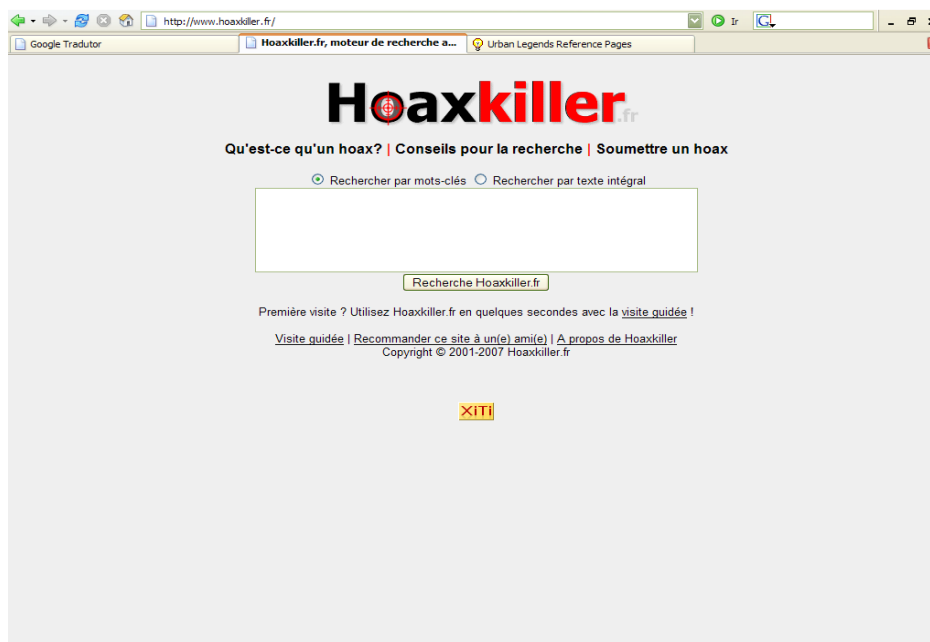 http://www.hoaxkiller.fr/ Ir G
Google Tradutor Hoaxkiller.fr, moteur de recherche a... Urban Legends Reference Pages
Hoaxkiller.fr
Qu'est-ce qu'un hoax? | Conseils pour la recherche | Soumettre un hoax
Rechercher par mots-clés Rechercher par texte intégral
Recherche Hoaxkiller.fr
Première visite ? Utilisez Hoaxkiller.fr en quelques secondes avec la visite guidée !
Visite guidée | Recommander ce site à un(e) ami(e) | A propos de Hoaxkiller
Copyright © 2001-2007 Hoaxkiller.fr
XiTi